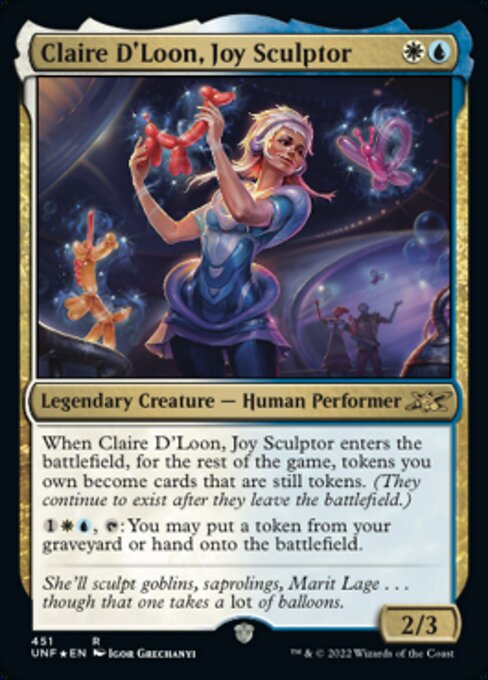 Claire D'Loon, Joy Sculptor
Legendary Creature — Human Performer
When Claire D'Loon, Joy Sculptor enters the
battlefield, for the rest of the game, tokens you
own become cards that are still tokens. (They
continue to exist after they leave the battlefield.)
1, : You may put a token from your
graveyard or hand onto the battlefield.
She'll sculpt goblins, saprolings, Marit Lage . . .
though that one takes a lot of balloons.
2/3
451 R
UNF★EN Igor Grechanyi
™ & © 2022 Wizards of the Coast